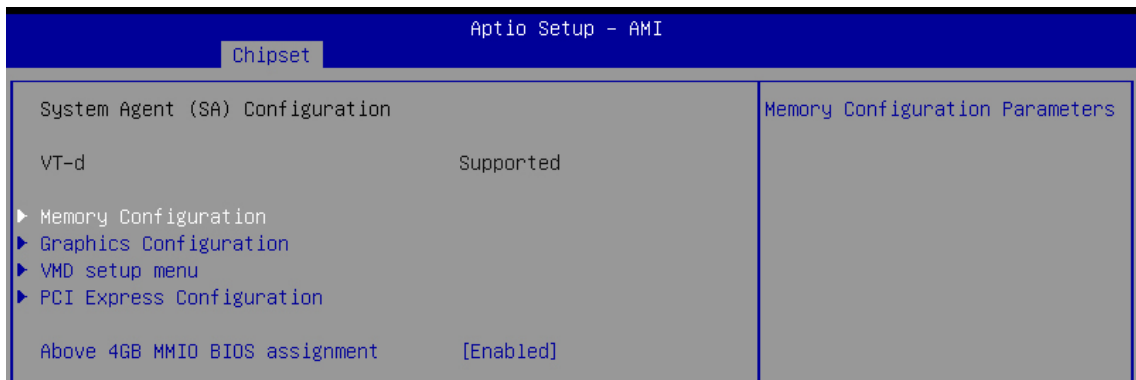 Aptio Setup – AMI
Chipset
System Agent (SA) Configuration
Memory Configuration Parameters
VT-d Supported
Memory Configuration
Graphics Configuration
VMD setup menu
PCI Express Configuration
Above 4GB MMIO BIOS assignment [Enabled]